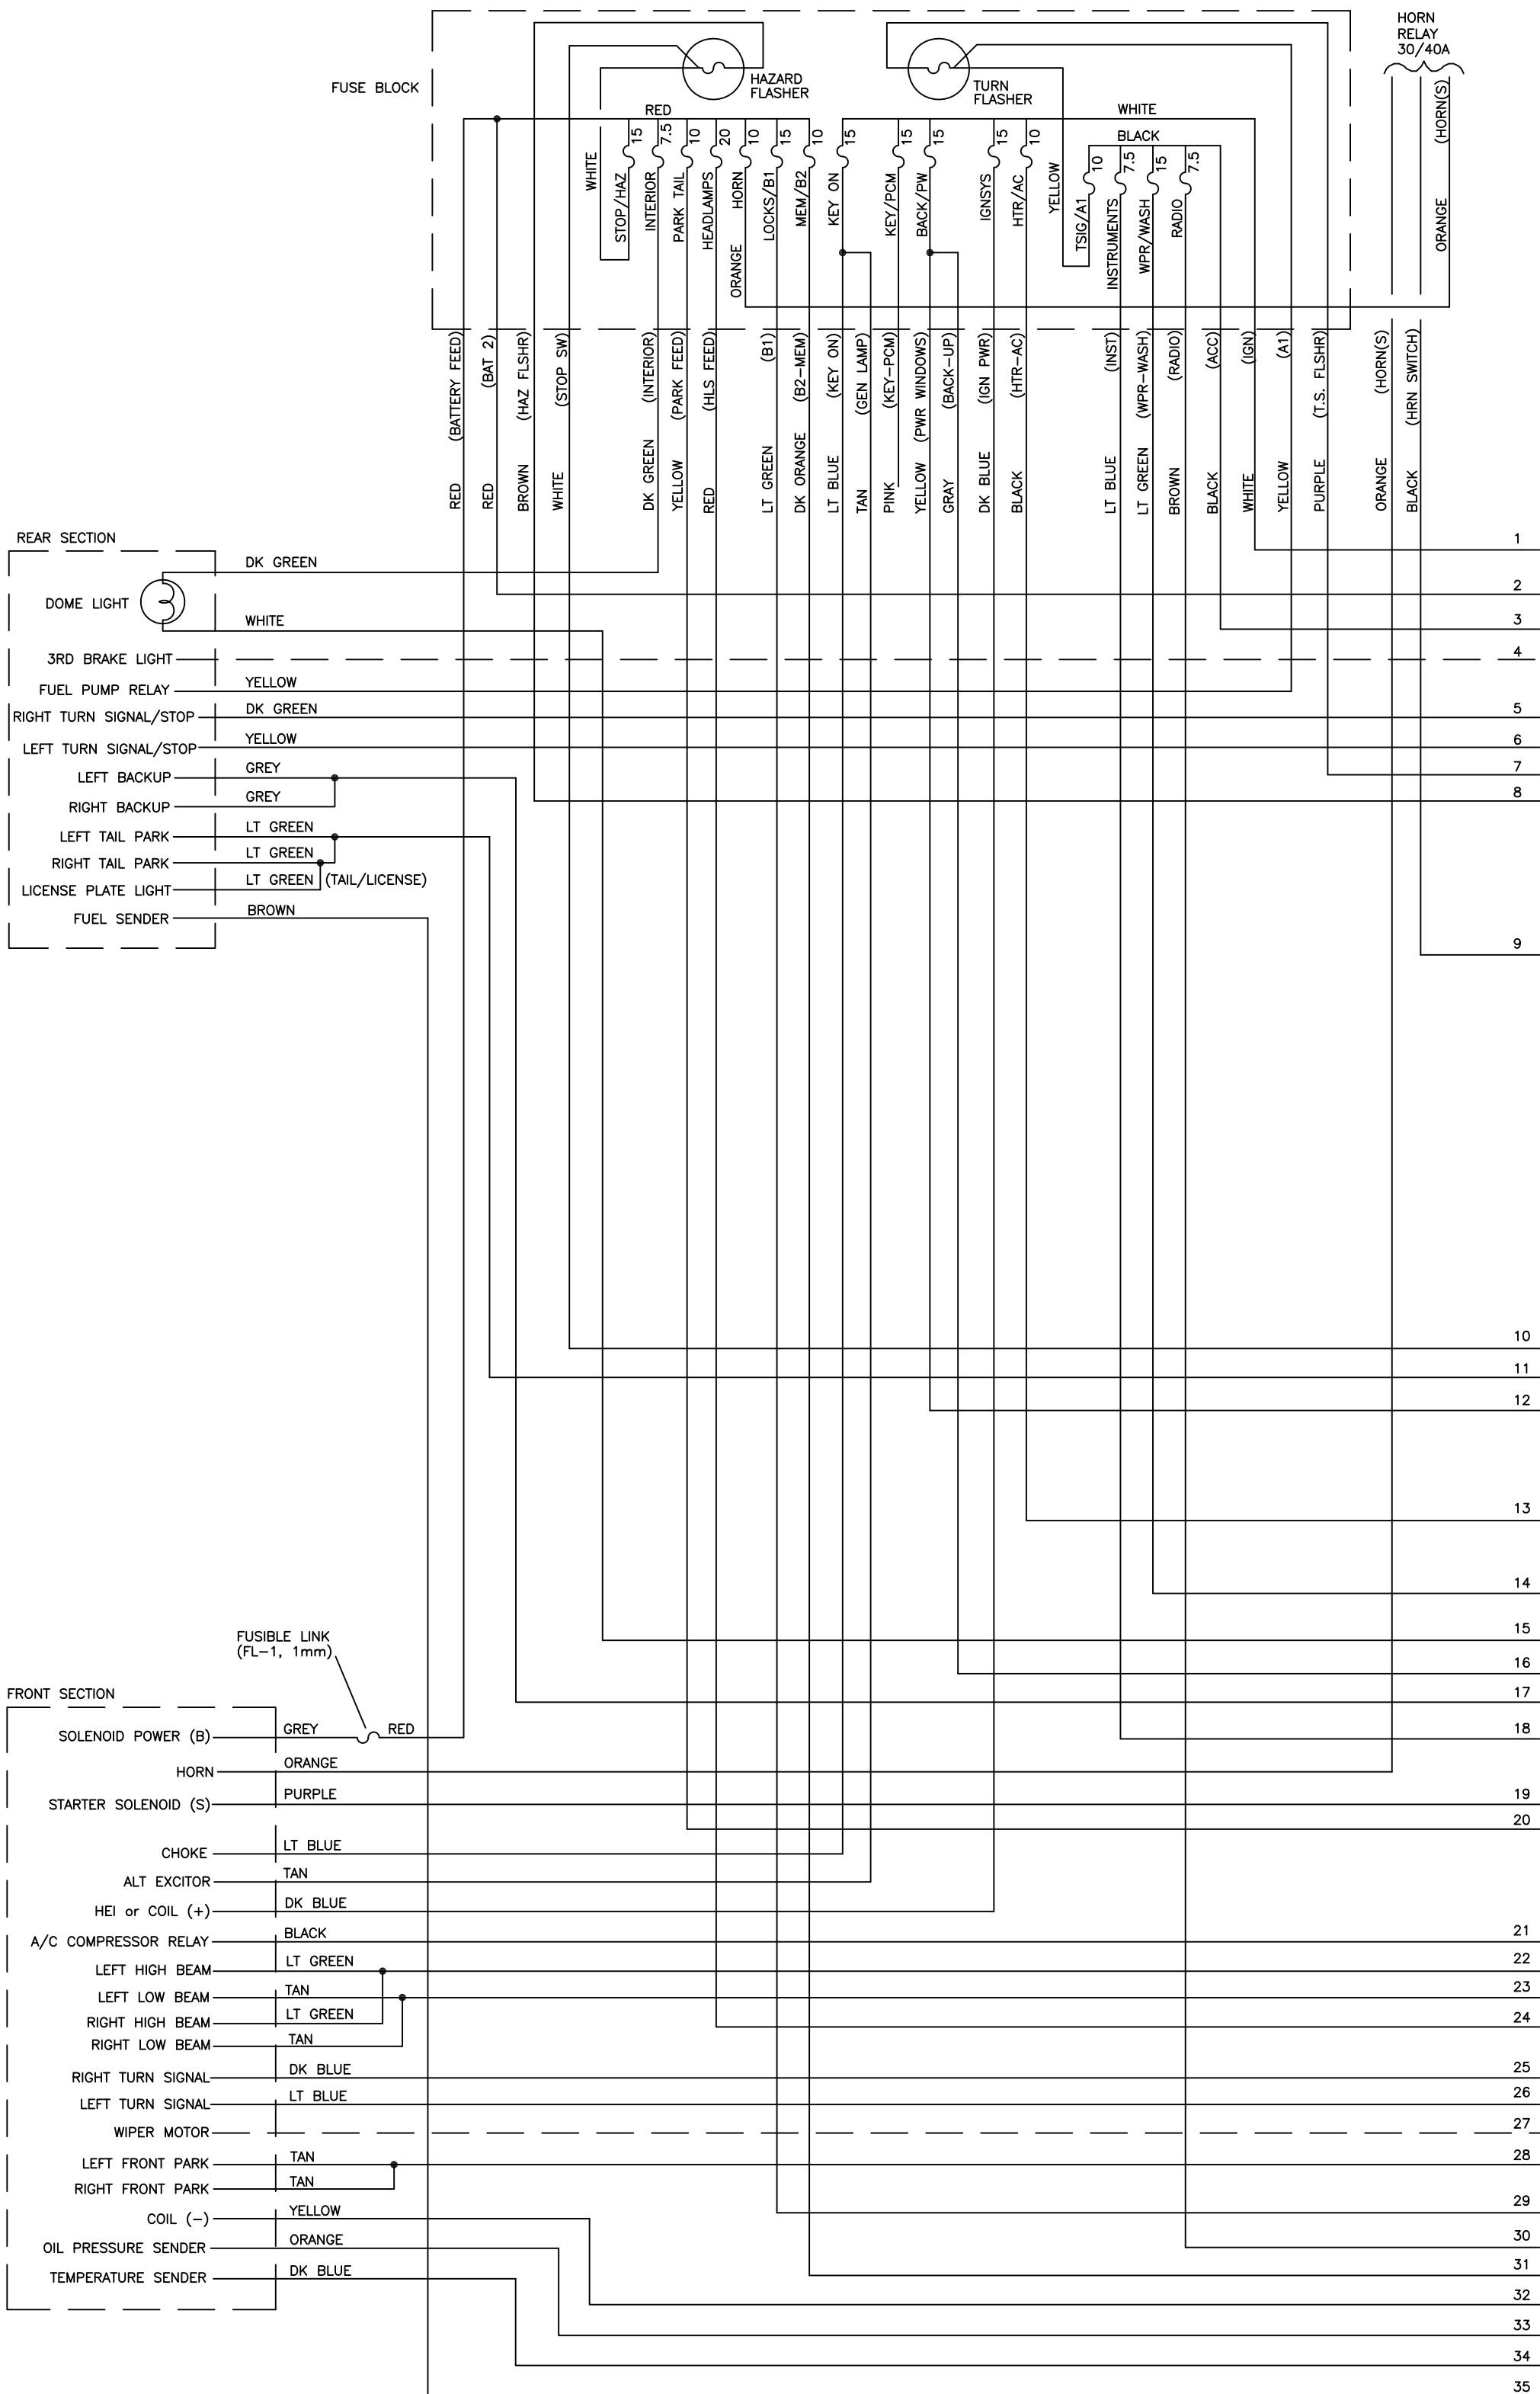 HORN
RELAY
30/40A
FUSE BLOCK
HAZARD
FLASHER
TURN
FLASHER
RED
WHITE
BLACK
(HORN(S)
ORANGE
WHITE
15
STOP/HAZ
7.5
INTERIOR
10
PARK TAIL
20
HEADLAMPS
10
HORN
ORANGE
15
LOCKS/B1
10
MEM/B2
15
KEY ON
15
KEY/PCM
15
BACK/PW
15
IGNSYS
10
HTR/AC
YELLOW
10
TSIG/A1
7.5
INSTRUMENTS
15
WPR/WASH
7.5
RADIO
RED (BATTERY FEED)
RED (BAT 2)
BROWN (HAZ FLSHR)
WHITE (STOP SW)
DK GREEN (INTERIOR)
YELLOW (PARK FEED)
RED (HLS FEED)
LT GREEN (B1)
DK ORANGE (B2-MEM)
LT BLUE (KEY ON)
TAN (GEN LAMP)
PINK (KEY-PCM)
YELLOW (PWR WINDOWS)
GRAY (BACK-UP)
DK BLUE (IGN PWR)
BLACK (HTR-AC)
LT BLUE (INST)
LT GREEN (WPR-WASH)
BROWN (RADIO)
BLACK (ACC)
WHITE (IGN)
YELLOW (A1)
PURPLE (T.S. FLSHR)
ORANGE (HORN(S)
BLACK (HRN SWITCH)
REAR SECTION
1
DK GREEN
DOME LIGHT
2
WHITE
3
3RD BRAKE LIGHT
4
FUEL PUMP RELAY YELLOW
RIGHT TURN SIGNAL/STOP DK GREEN 5
LEFT TURN SIGNAL/STOP YELLOW 6
LEFT BACKUP GREY 7
RIGHT BACKUP GREY 8
LEFT TAIL PARK LT GREEN
RIGHT TAIL PARK LT GREEN
LICENSE PLATE LIGHT LT GREEN (TAIL/LICENSE)
FUEL SENDER BROWN
9
10
11
12
13
14
15
FUSIBLE LINK
(FL-1, 1mm)
16
FRONT SECTION
17
SOLENOID POWER (B) GREY RED 18
HORN ORANGE
STARTER SOLENOID (S) PURPLE 19
20
CHOKE LT BLUE
ALT EXCITOR TAN
HEI or COIL (+) DK BLUE
A/C COMPRESSOR RELAY BLACK 21
LEFT HIGH BEAM LT GREEN 22
LEFT LOW BEAM TAN 23
RIGHT HIGH BEAM LT GREEN 24
RIGHT LOW BEAM TAN
RIGHT TURN SIGNAL DK BLUE 25
LEFT TURN SIGNAL LT BLUE 26
WIPER MOTOR 27
LEFT FRONT PARK TAN 28
RIGHT FRONT PARK TAN
29
COIL (-) YELLOW
OIL PRESSURE SENDER ORANGE 30
TEMPERATURE SENDER DK BLUE 31
32
33
34
35